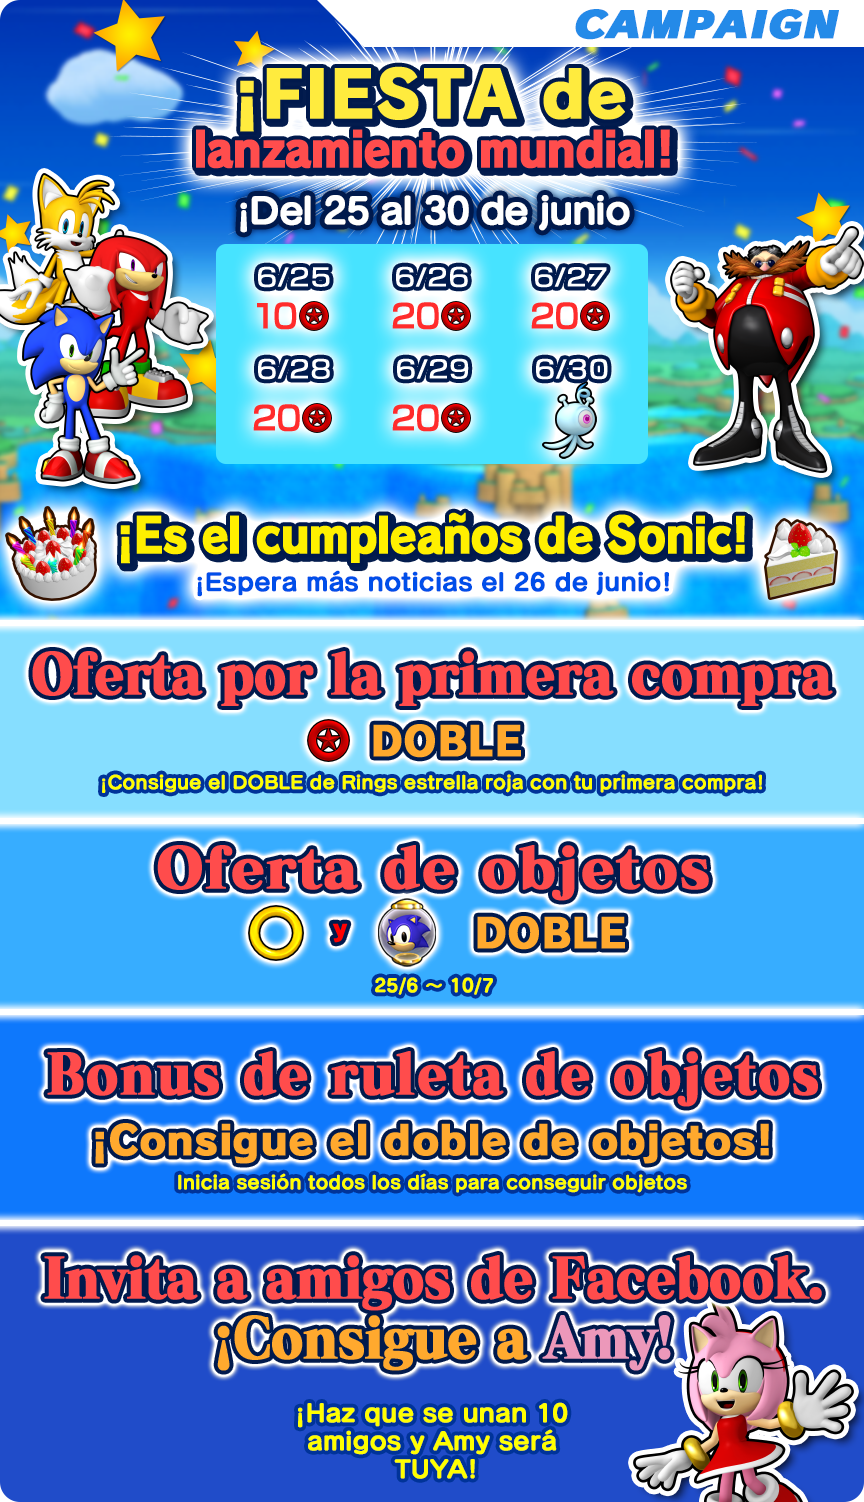 CAMPAIGN
¡FIESTA de
lanzamiento mundial!
¡Del 25 al 30 de junio
6/25 6/26 6/27
10 20 20
6/28 6/29 6/30
20 20
¡Es el cumpleaños de Sonic!
¡Espera más noticias el 26 de junio!
Oferta por la primera compra
DOBLE
¡Consigue el DOBLE de Rings estrella roja con tu primera compra!
Oferta de objetos
y DOBLE
25/6 ~ 10/7
Bonus de ruleta de objetos
¡Consigue el doble de objetos!
Inicia sesión todos los días para conseguir objetos
Invita a amigos de Facebook.
¡Consigue a Amy!
¡Haz que se unan 10
amigos y Amy será
TUYA!